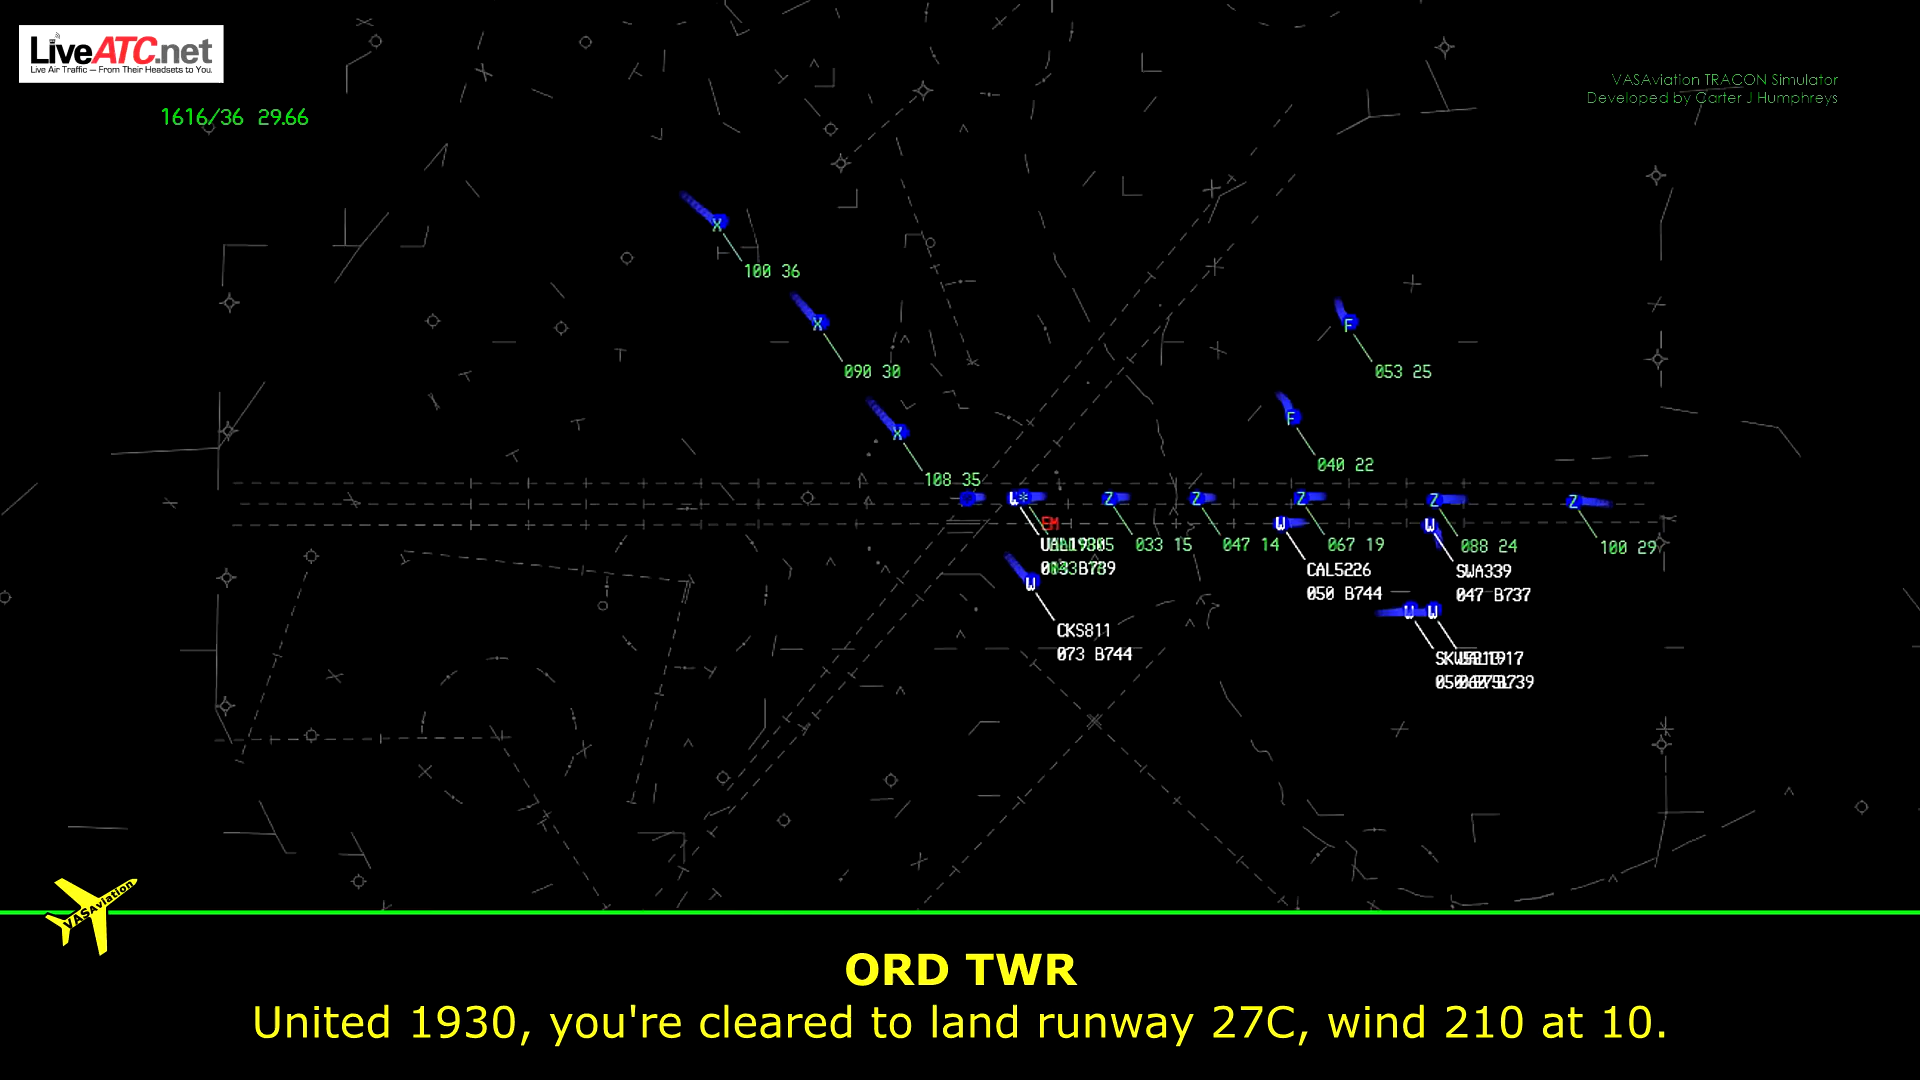 LiveATC.net
Live Air Traffic — From Their Headsets to You.
VASAviation TRACON Simulator
Developed by Carter J Humphreys
1616/36 29.66
X
100 36
X
090 30
F
053 25
F
040 22
X
108 35
W*
Z
Z
Z
Z
Z
EM
W
W
033 15
047 14
067 19
088 24
100 29
B739
W
CAL5226
050 B744
SWA339
047 B737
W
W
CKS811
073 B744
B739
VASAviation
ORD TWR
United 1930, you're cleared to land runway 27C, wind 210 at 10.